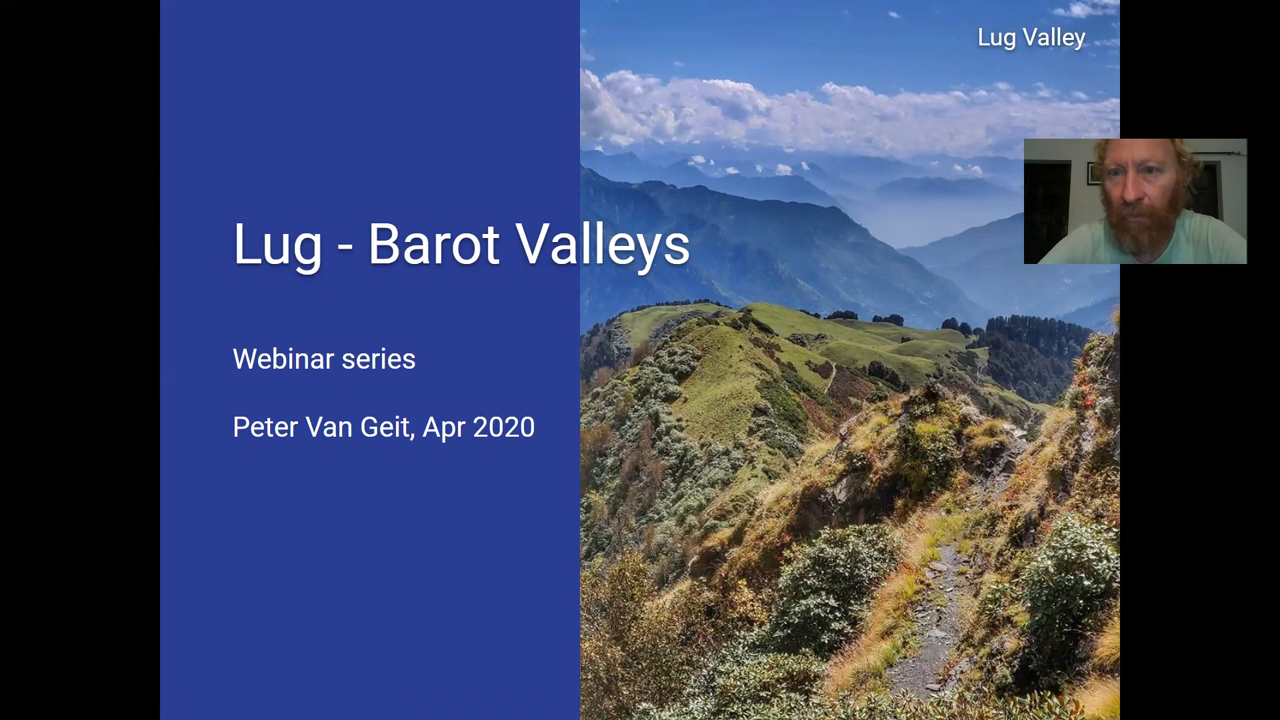 Lug Valley
Lug - Barot Valleys
Webinar series
Peter Van Geit, Apr 2020